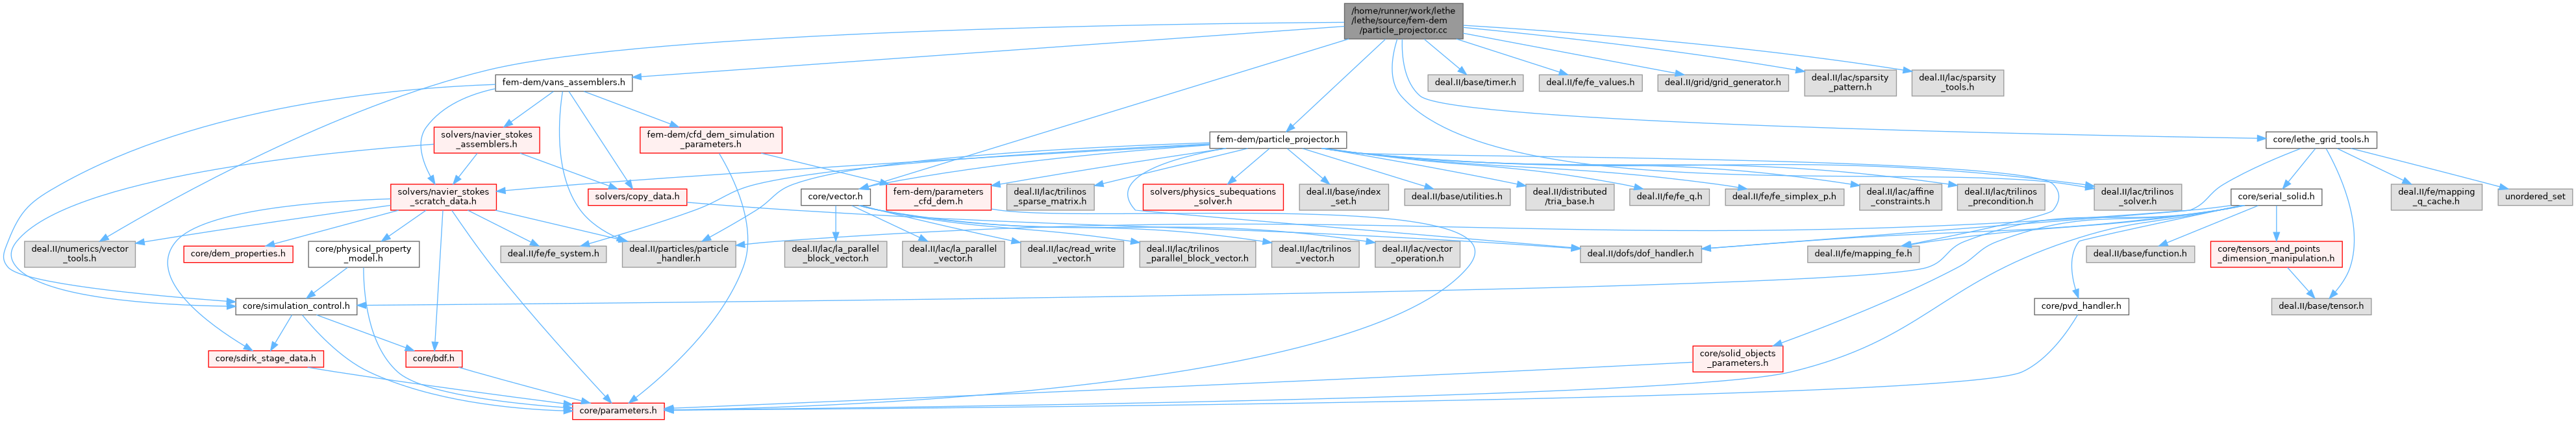 /home/runner/work/lethe
/lethe/source/fem-dem
/particle_projector.cc
fem-dem/vans_assemblers.h
deal.II/base/timer.h
deal.II/fe/fe_values.h
deal.II/grid/grid_generator.h
deal.II/lac/sparsity
_pattern.h
deal.II/lac/sparsity
_tools.h
solvers/navier_stokes
_assemblers.h
fem-dem/cfd_dem_simulation
_parameters.h
fem-dem/particle_projector.h
core/lethe_grid_tools.h
solvers/navier_stokes
_scratch_data.h
solvers/copy_data.h
core/vector.h
fem-dem/parameters
_cfd_dem.h
deal.II/lac/trilinos
_sparse_matrix.h
solvers/physics_subequations
_solver.h
deal.II/base/index
_set.h
deal.II/base/utilities.h
deal.II/distributed
/tria_base.h
deal.II/fe/fe_q.h
deal.II/fe/fe_simplex_p.h
deal.II/lac/affine
_constraints.h
deal.II/lac/trilinos
_precondition.h
deal.II/lac/trilinos
_solver.h
core/serial_solid.h
deal.II/fe/mapping
_q_cache.h
unordered_set
deal.II/numerics/vector
_tools.h
core/dem_properties.h
core/physical_property
_model.h
deal.II/fe/fe_system.h
deal.II/particles/particle
_handler.h
deal.II/lac/la_parallel
_block_vector.h
deal.II/lac/la_parallel
_vector.h
deal.II/lac/read_write
_vector.h
deal.II/lac/trilinos
_parallel_block_vector.h
deal.II/lac/trilinos
_vector.h
deal.II/lac/vector
_operation.h
deal.II/dofs/dof_handler.h
deal.II/fe/mapping_fe.h
deal.II/base/function.h
core/tensors_and_points
_dimension_manipulation.h
core/simulation_control.h
core/pvd_handler.h
deal.II/base/tensor.h
core/sdirk_stage_data.h
core/bdf.h
core/solid_objects
_parameters.h
core/parameters.h